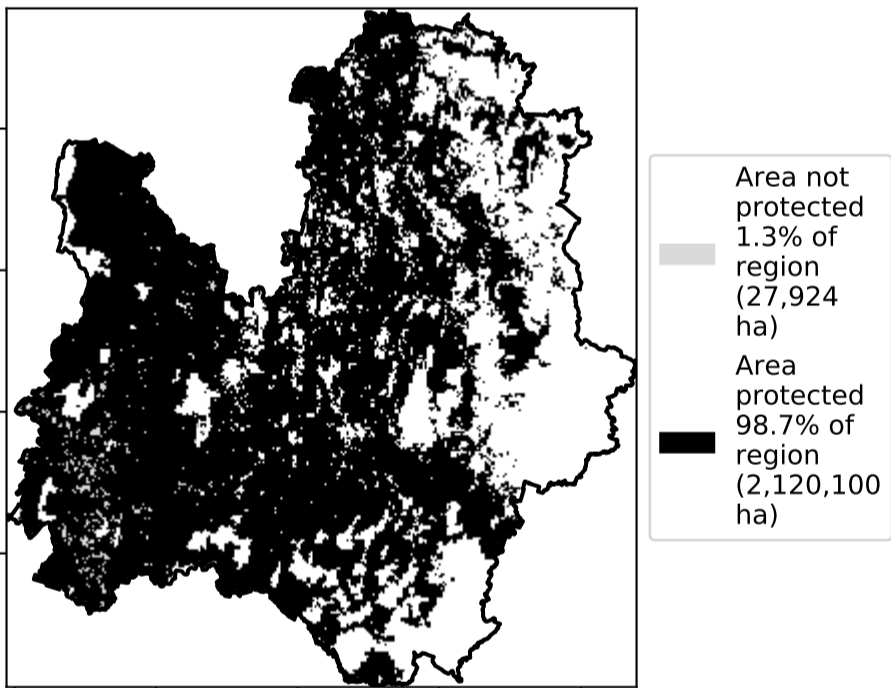 Area not
protected
1.3% of
region
(27,924
ha)
Area
protected
98.7% of
region
(2,120,100
ha)